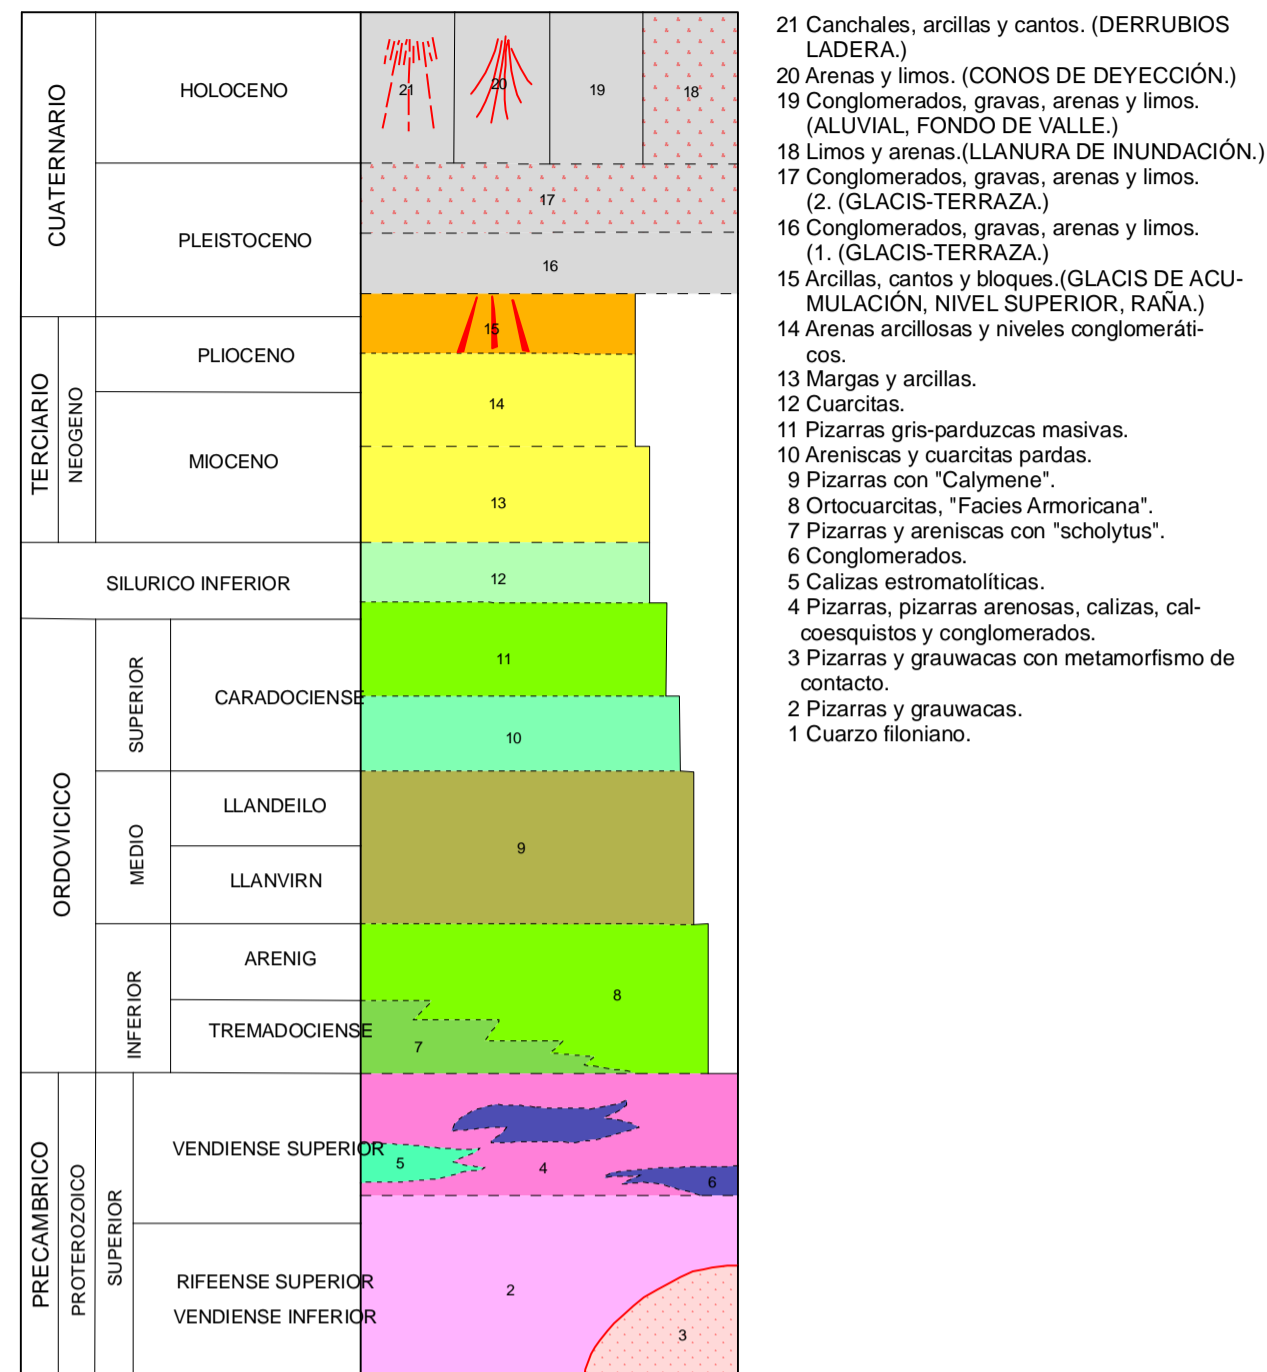 CUATERNARIO
HOLOCENO
21
20
19
18
PLEISTOCENO
17
16
TERCIARIO
NEOGENO
PLIOCENO
15
14
MIOCENO
13
SILURICO INFERIOR
12
ORDOVICICO
SUPERIOR
CARADOCIENSE
11
10
MEDIO
LLANDEILO
LLANVIRN
9
INFERIOR
ARENIG
TREMADOCIENSE
8
7
PRECAMBRICO
PROTEROZOICO
SUPERIOR
VENDIENSE SUPERIOR
5
4
6
RIFEENSE SUPERIOR
VENDIENSE INFERIOR
2
3
21 Canchales, arcillas y cantos. (DERRUBIOS
LADERA.)
20 Arenas y limos. (CONOS DE DEYECCIÓN.)
19 Conglomerados, gravas, arenas y limos.
(ALUVIAL, FONDO DE VALLE.)
18 Limos y arenas.(LLANURA DE INUNDACIÓN.)
17 Conglomerados, gravas, arenas y limos.
(2. (GLACIS-TERRAZA.)
16 Conglomerados, gravas, arenas y limos.
(1. (GLACIS-TERRAZA.)
15 Arcillas, cantos y bloques.(GLACIS DE ACU-
MULACIÓN, NIVEL SUPERIOR, RAÑA.)
14 Arenas arcillosas y niveles conglomeráti-
cos.
13 Margas y arcillas.
12 Cuarcitas.
11 Pizarras gris-parduzcas masivas.
10 Areniscas y cuarcitas pardas.
9 Pizarras con "Calymene".
8 Ortocuarcitas, "Facies Armoricana".
7 Pizarras y areniscas con "scholytus".
6 Conglomerados.
5 Calizas estromatolíticas.
4 Pizarras, pizarras arenosas, calizas, cal-
coesquistos y conglomerados.
3 Pizarras y grauwacas con metamorfismo de
contacto.
2 Pizarras y grauwacas.
1 Cuarzo filoniano.